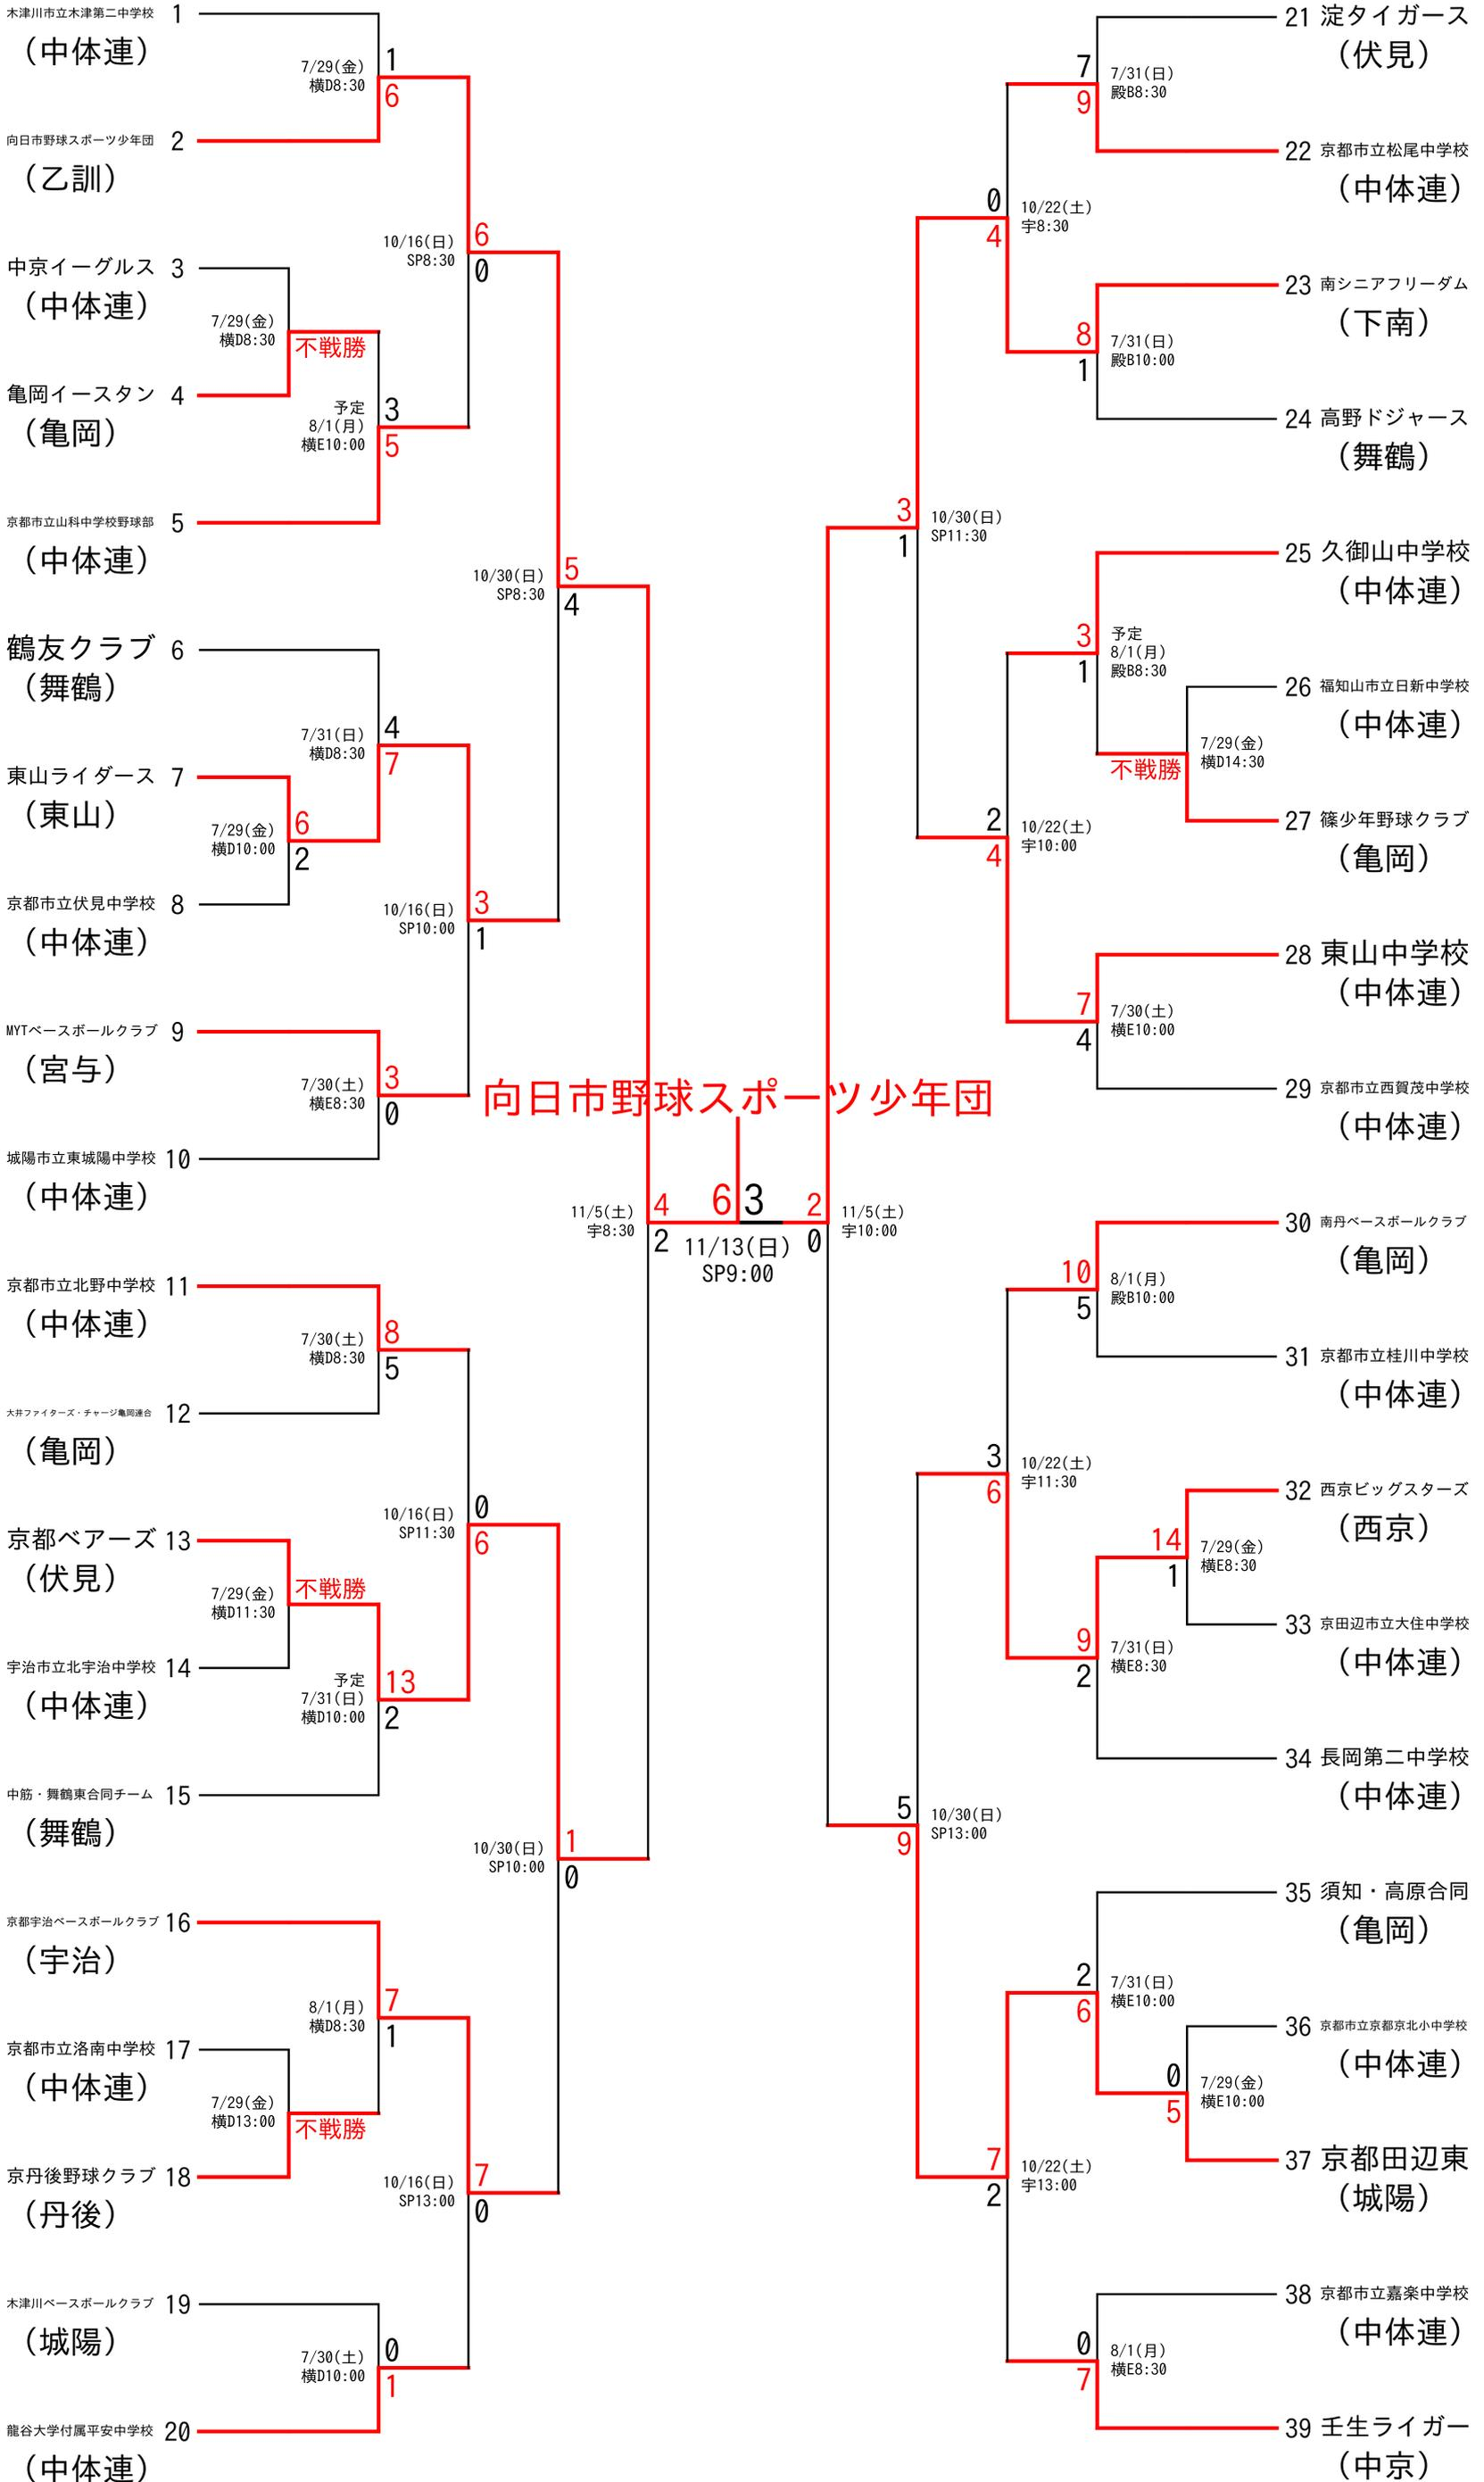 木津川市立木津第二中学校 1
(中体連)
7/29(金)
横D8:30
1
6
向日市野球スポーツ少年団 2
(乙訓)
10/16(日)
SP8:30
6
0
中京イーグルス 3
(中体連)
7/29(金)
横D8:30
不戦勝
亀岡イースタン 4
(亀岡)
予定
8/1(月)
横E10:00
3
5
京都市立山科中学校野球部 5
(中体連)
10/30(日)
SP8:30
5
4
鶴友クラブ 6
(舞鶴)
7/31(日)
横D8:30
4
7
東山ライダース 7
(東山)
7/29(金)
横D10:00
6
2
京都市立伏見中学校 8
(中体連)
10/16(日)
SP10:00
3
1
MYTベースボールクラブ 9
(宮与)
7/30(土)
横E8:30
3
0
城陽市立東城陽中学校 10
(中体連)
11/5(土)
宇8:30
4
2
京都市立北野中学校 11
(中体連)
7/30(土)
横D8:30
8
5
大井ファイターズ・チャージ亀岡連合 12
(亀岡)
10/16(日)
SP11:30
0
6
京都ベアーズ 13
(伏見)
7/29(金)
横D11:30
不戦勝
宇治市立北宇治中学校 14
(中体連)
予定
7/31(日)
横D10:00
13
2
中筋・舞鶴東合同チーム 15
(舞鶴)
10/30(日)
SP10:00
1
0
京都宇治ベースボールクラブ 16
(宇治)
8/1(月)
横D8:30
7
1
京都市立洛南中学校 17
(中体連)
7/29(金)
横D13:00
不戦勝
京丹後野球クラブ 18
(丹後)
10/16(日)
SP13:00
7
0
木津川ベースボールクラブ 19
(城陽)
7/30(土)
横D10:00
0
1
龍谷大学付属平安中学校 20
(中体連)
向日市野球スポーツ少年団
6 3
11/13(日)
SP9:00
21 淀タイガース
(伏見)
7
9
7/31(日)
殿B8:30
22 京都市立松尾中学校
(中体連)
0
4
10/22(土)
宇8:30
23 南シニアフリーダム
(下南)
8
1
7/31(日)
殿B10:00
24 高野ドジャース
(舞鶴)
3
1
10/30(日)
SP11:30
25 久御山中学校
(中体連)
3
1
予定
8/1(月)
殿B8:30
26 福知山市立日新中学校
(中体連)
7/29(金)
横D14:30
不戦勝
27 篠少年野球クラブ
(亀岡)
2
4
10/22(土)
宇10:00
28 東山中学校
(中体連)
7
4
7/30(土)
横E10:00
29 京都市立西賀茂中学校
(中体連)
2
0
11/5(土)
宇10:00
30 南丹ベースボールクラブ
(亀岡)
10
5
8/1(月)
殿B10:00
31 京都市立桂川中学校
(中体連)
3
6
10/22(土)
宇11:30
32 西京ビッグスターズ
(西京)
14
1
7/29(金)
横E8:30
33 京田辺市立大住中学校
(中体連)
9
2
7/31(日)
横E8:30
34 長岡第二中学校
(中体連)
5
9
10/30(日)
SP13:00
35 須知・高原合同
(亀岡)
2
6
7/31(日)
横E10:00
36 京都市立京都京北小中学校
(中体連)
0
5
7/29(金)
横E10:00
37 京都田辺東
(城陽)
7
2
10/22(土)
宇13:00
38 京都市立嘉楽中学校
(中体連)
0
7
8/1(月)
横E8:30
39 壬生ライガー
(中京)